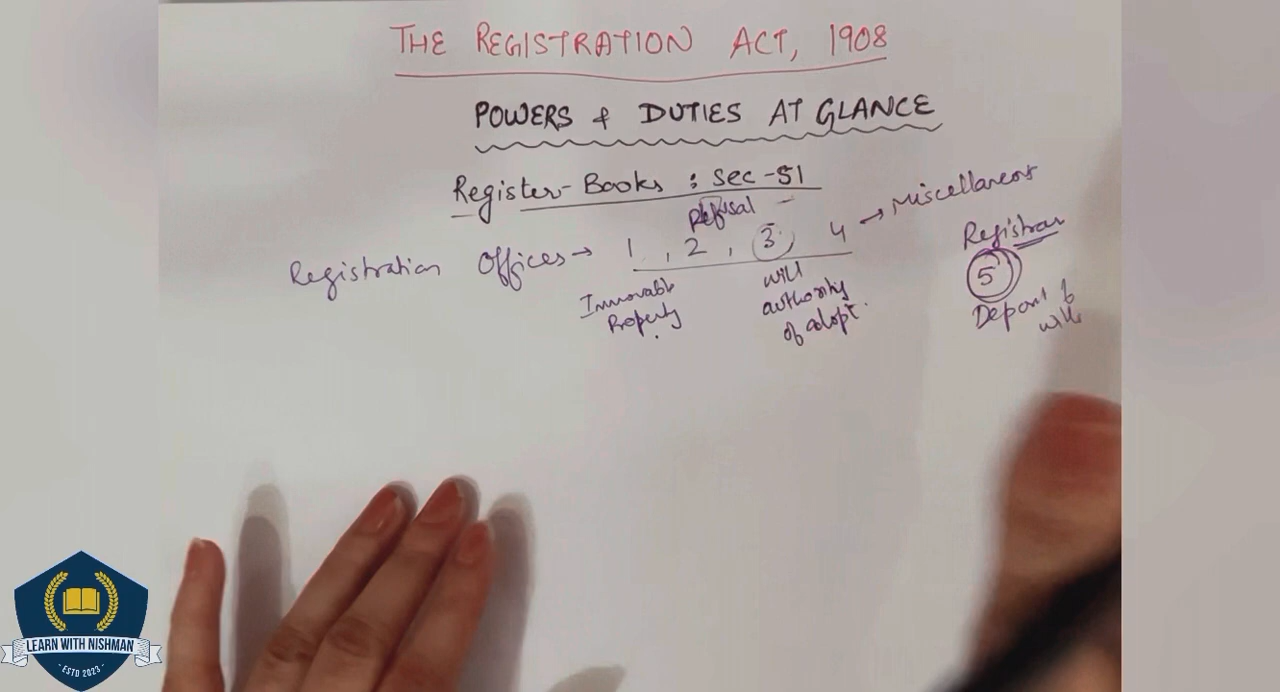 THE REGISTRATION ACT, 1908
POWERS & DUTIES AT GLANCE
Register-Books : Sec-51
Refusal
Registration Offices → 1, 2, 3, 4 → Miscellaneous
Immovable Property.
will authority of adopt.
Registrar
5
Deposit of wills
LEARN WITH NISHMAN
ESTD 2023